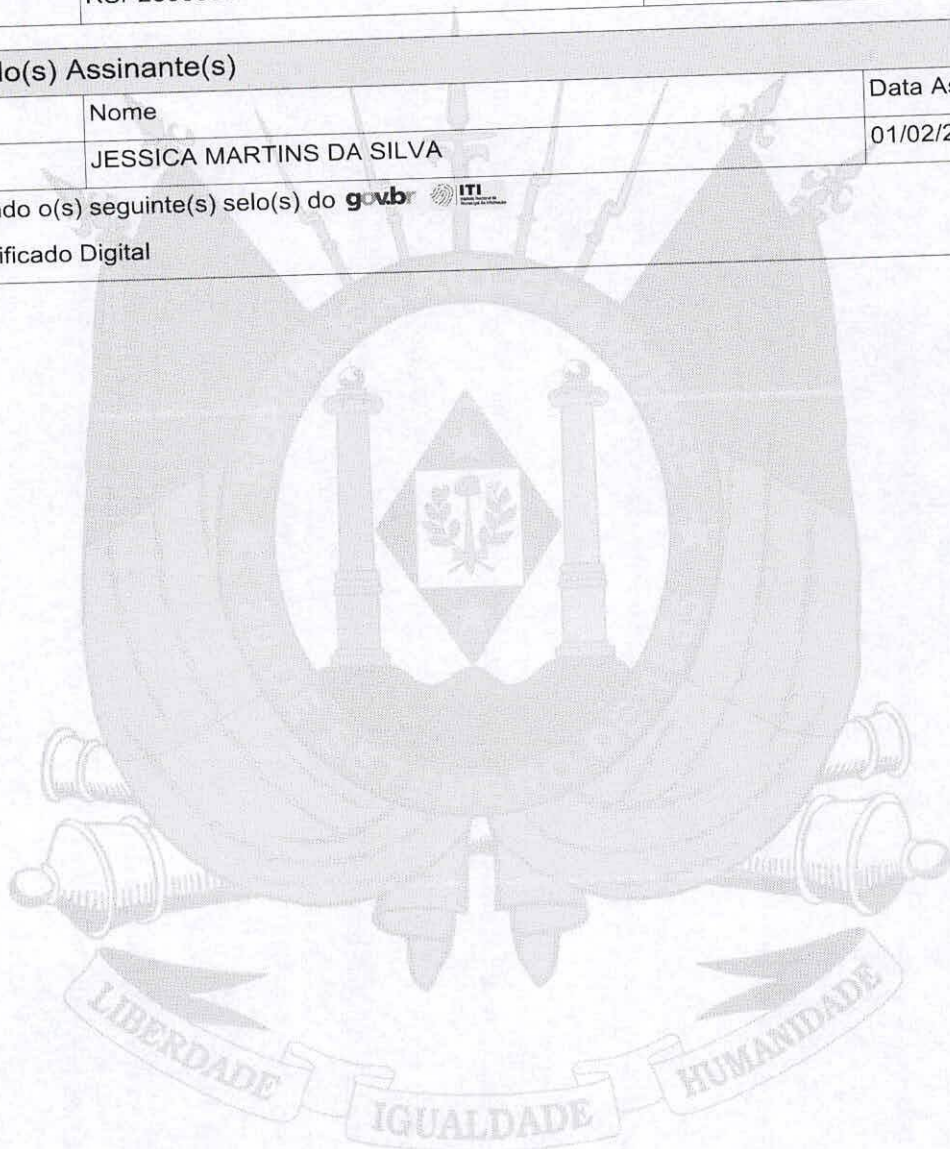 lo(s) Assinante(s)
Nome
Data As
JESSICA MARTINS DA SILVA
01/02/2
ndo o(s) seguinte(s) selo(s) do gov.br ITI
ificado Digital
LIBERDADE
IGUALDADE
HUMANIDADE